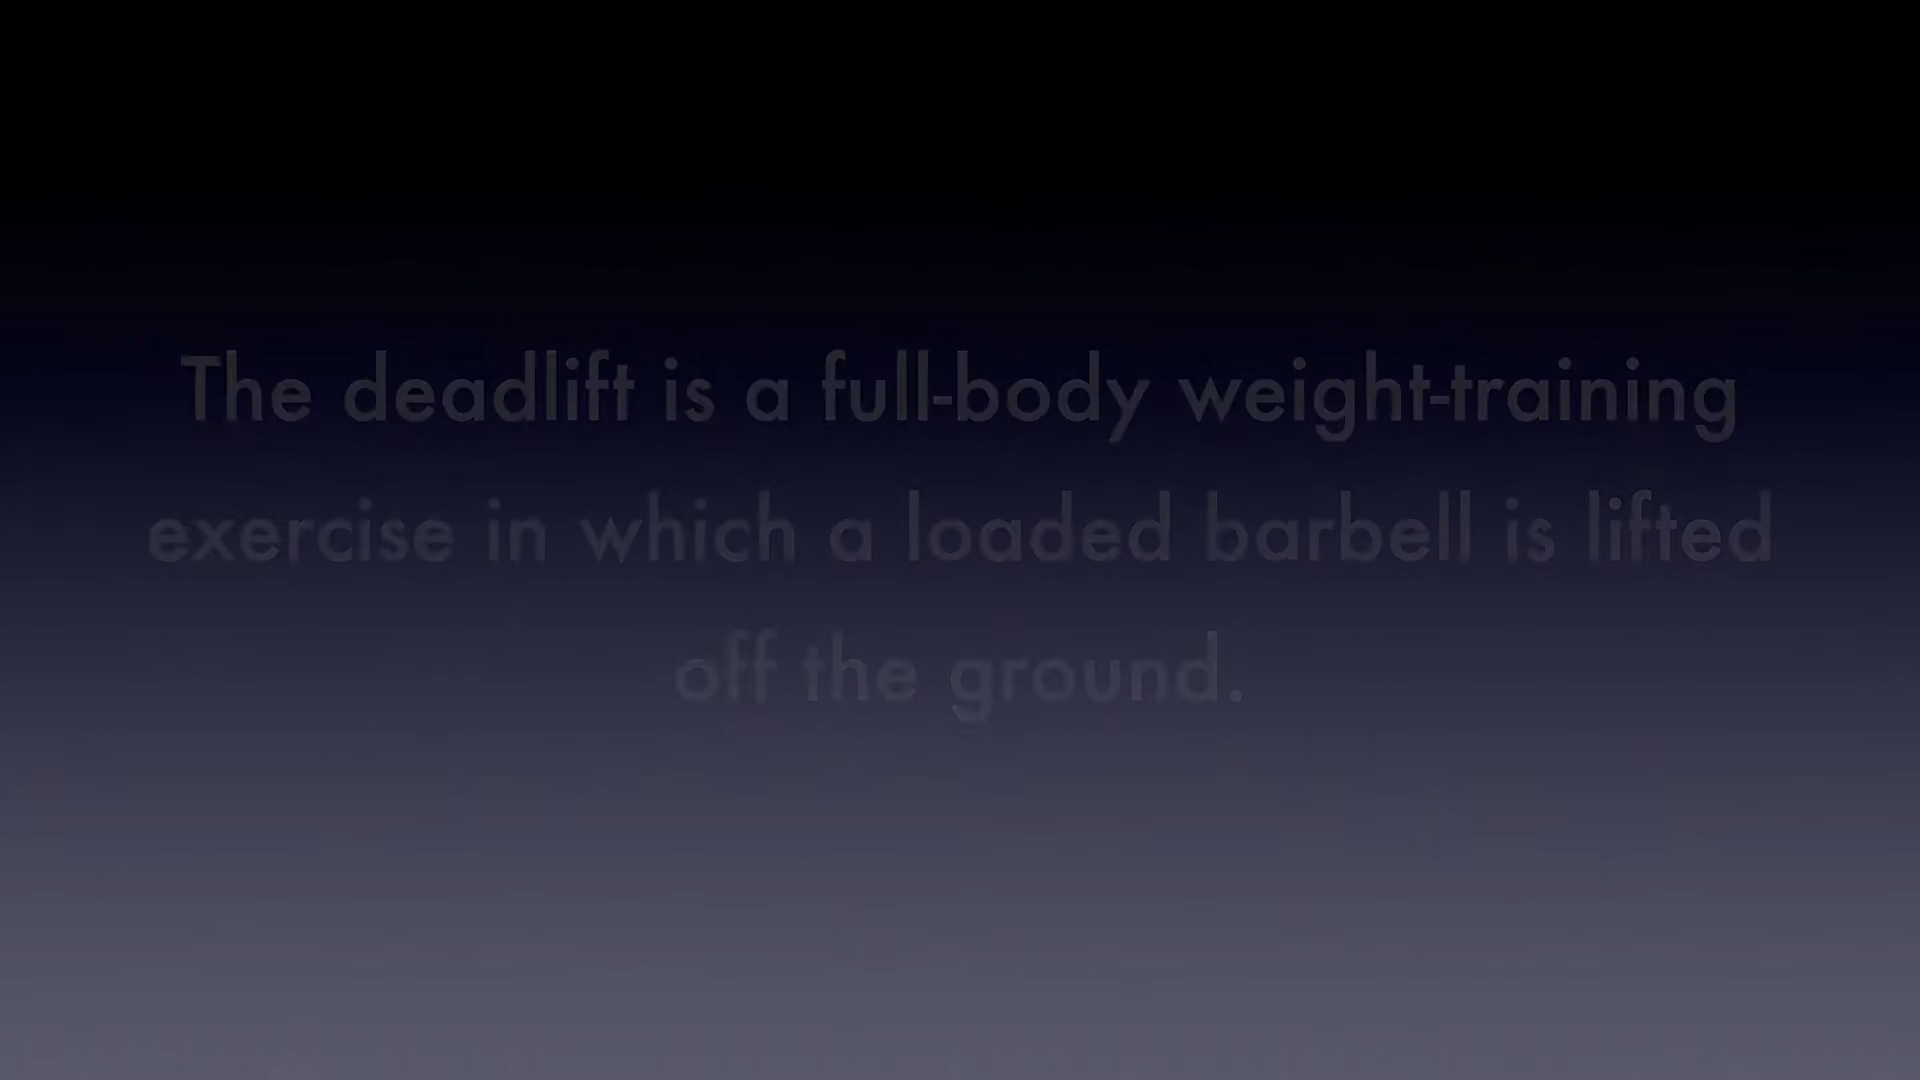 The deadlift is a full-body weight-training
exercise in which a loaded barbell is lifted
off the ground.